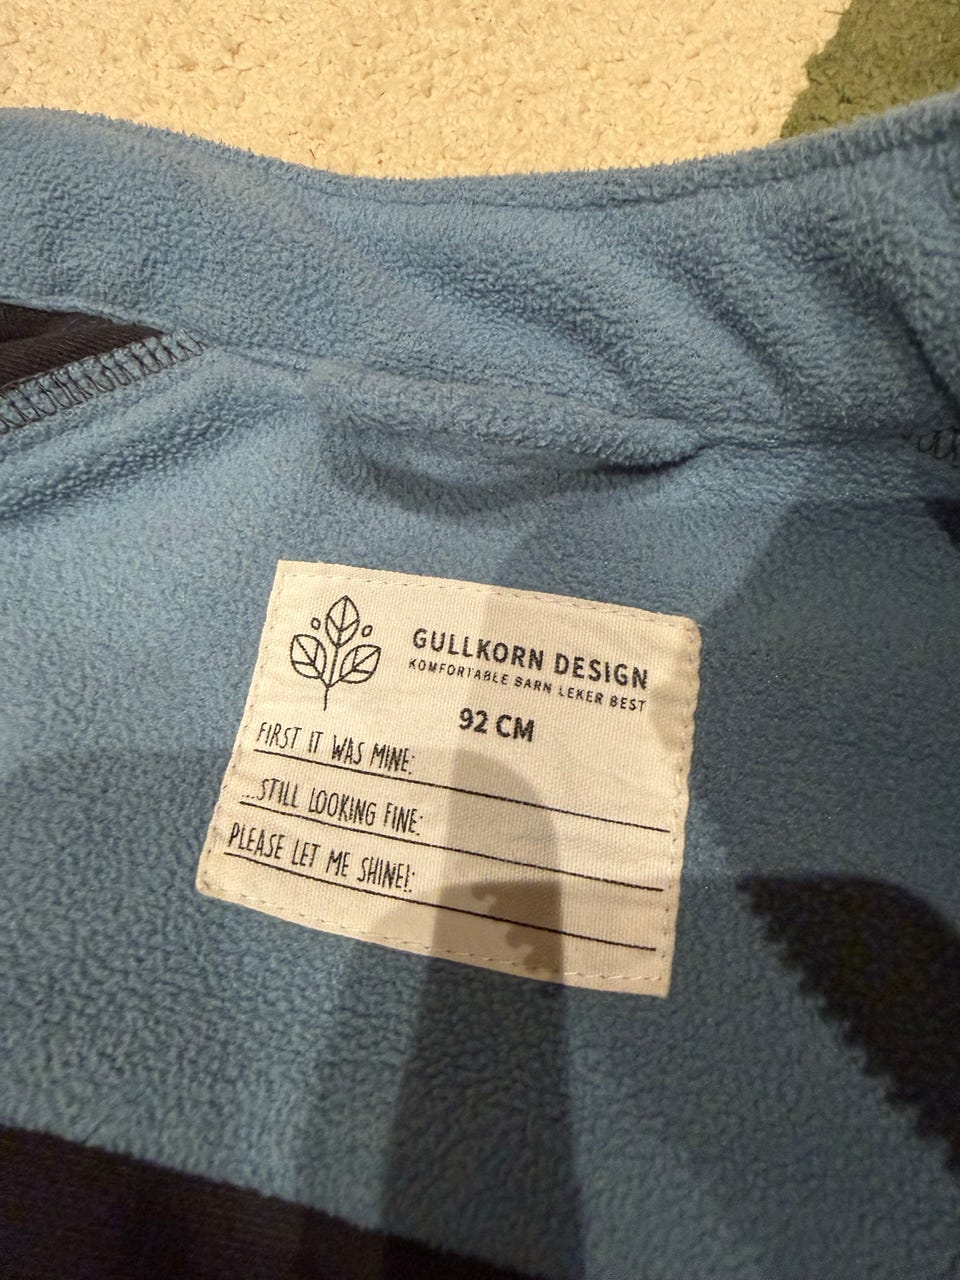 GULLKORN DESIGN
KOMFORTABLE BARN LEKER BEST
92 CM
FIRST IT WAS MINE:
...STILL LOOKING FINE:
PLEASE LET ME SHINE!: